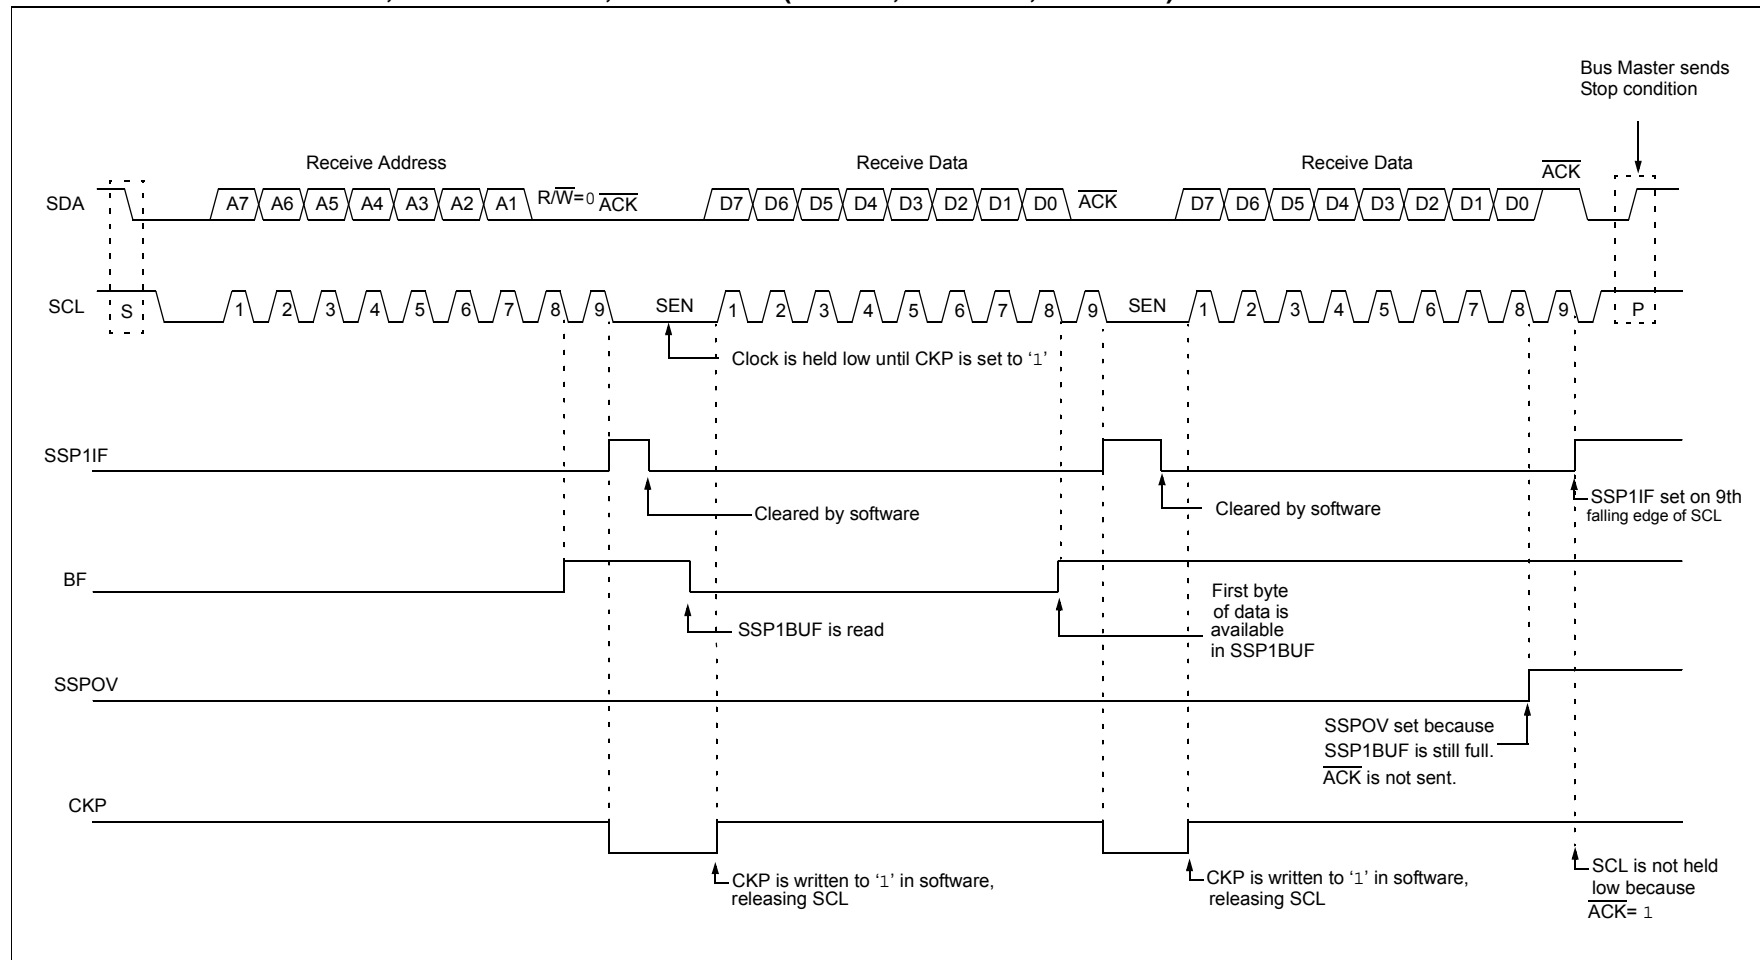 Bus Master sends
Stop condition
Receive Address
Receive Data
Receive Data
ACK
SDA
A7 A6 A5 A4 A3 A2 A1 R/W=0 ACK
D7 D6 D5 D4 D3 D2 D1 D0 ACK
D7 D6 D5 D4 D3 D2 D1 D0
SCL
S
1 2 3 4 5 6 7 8 9 SEN
1 2 3 4 5 6 7 8 9 SEN
1 2 3 4 5 6 7 8 9
P
Clock is held low until CKP is set to ‘1’
SSP1IF
Cleared by software
Cleared by software
SSP1IF set on 9th
falling edge of SCL
BF
SSP1BUF is read
First byte
of data is
available
in SSP1BUF
SSPOV
SSPOV set because
SSP1BUF is still full.
ACK is not sent.
CKP
CKP is written to ‘1’ in software,
releasing SCL
CKP is written to ‘1’ in software,
releasing SCL
SCL is not held
low because
ACK= 1